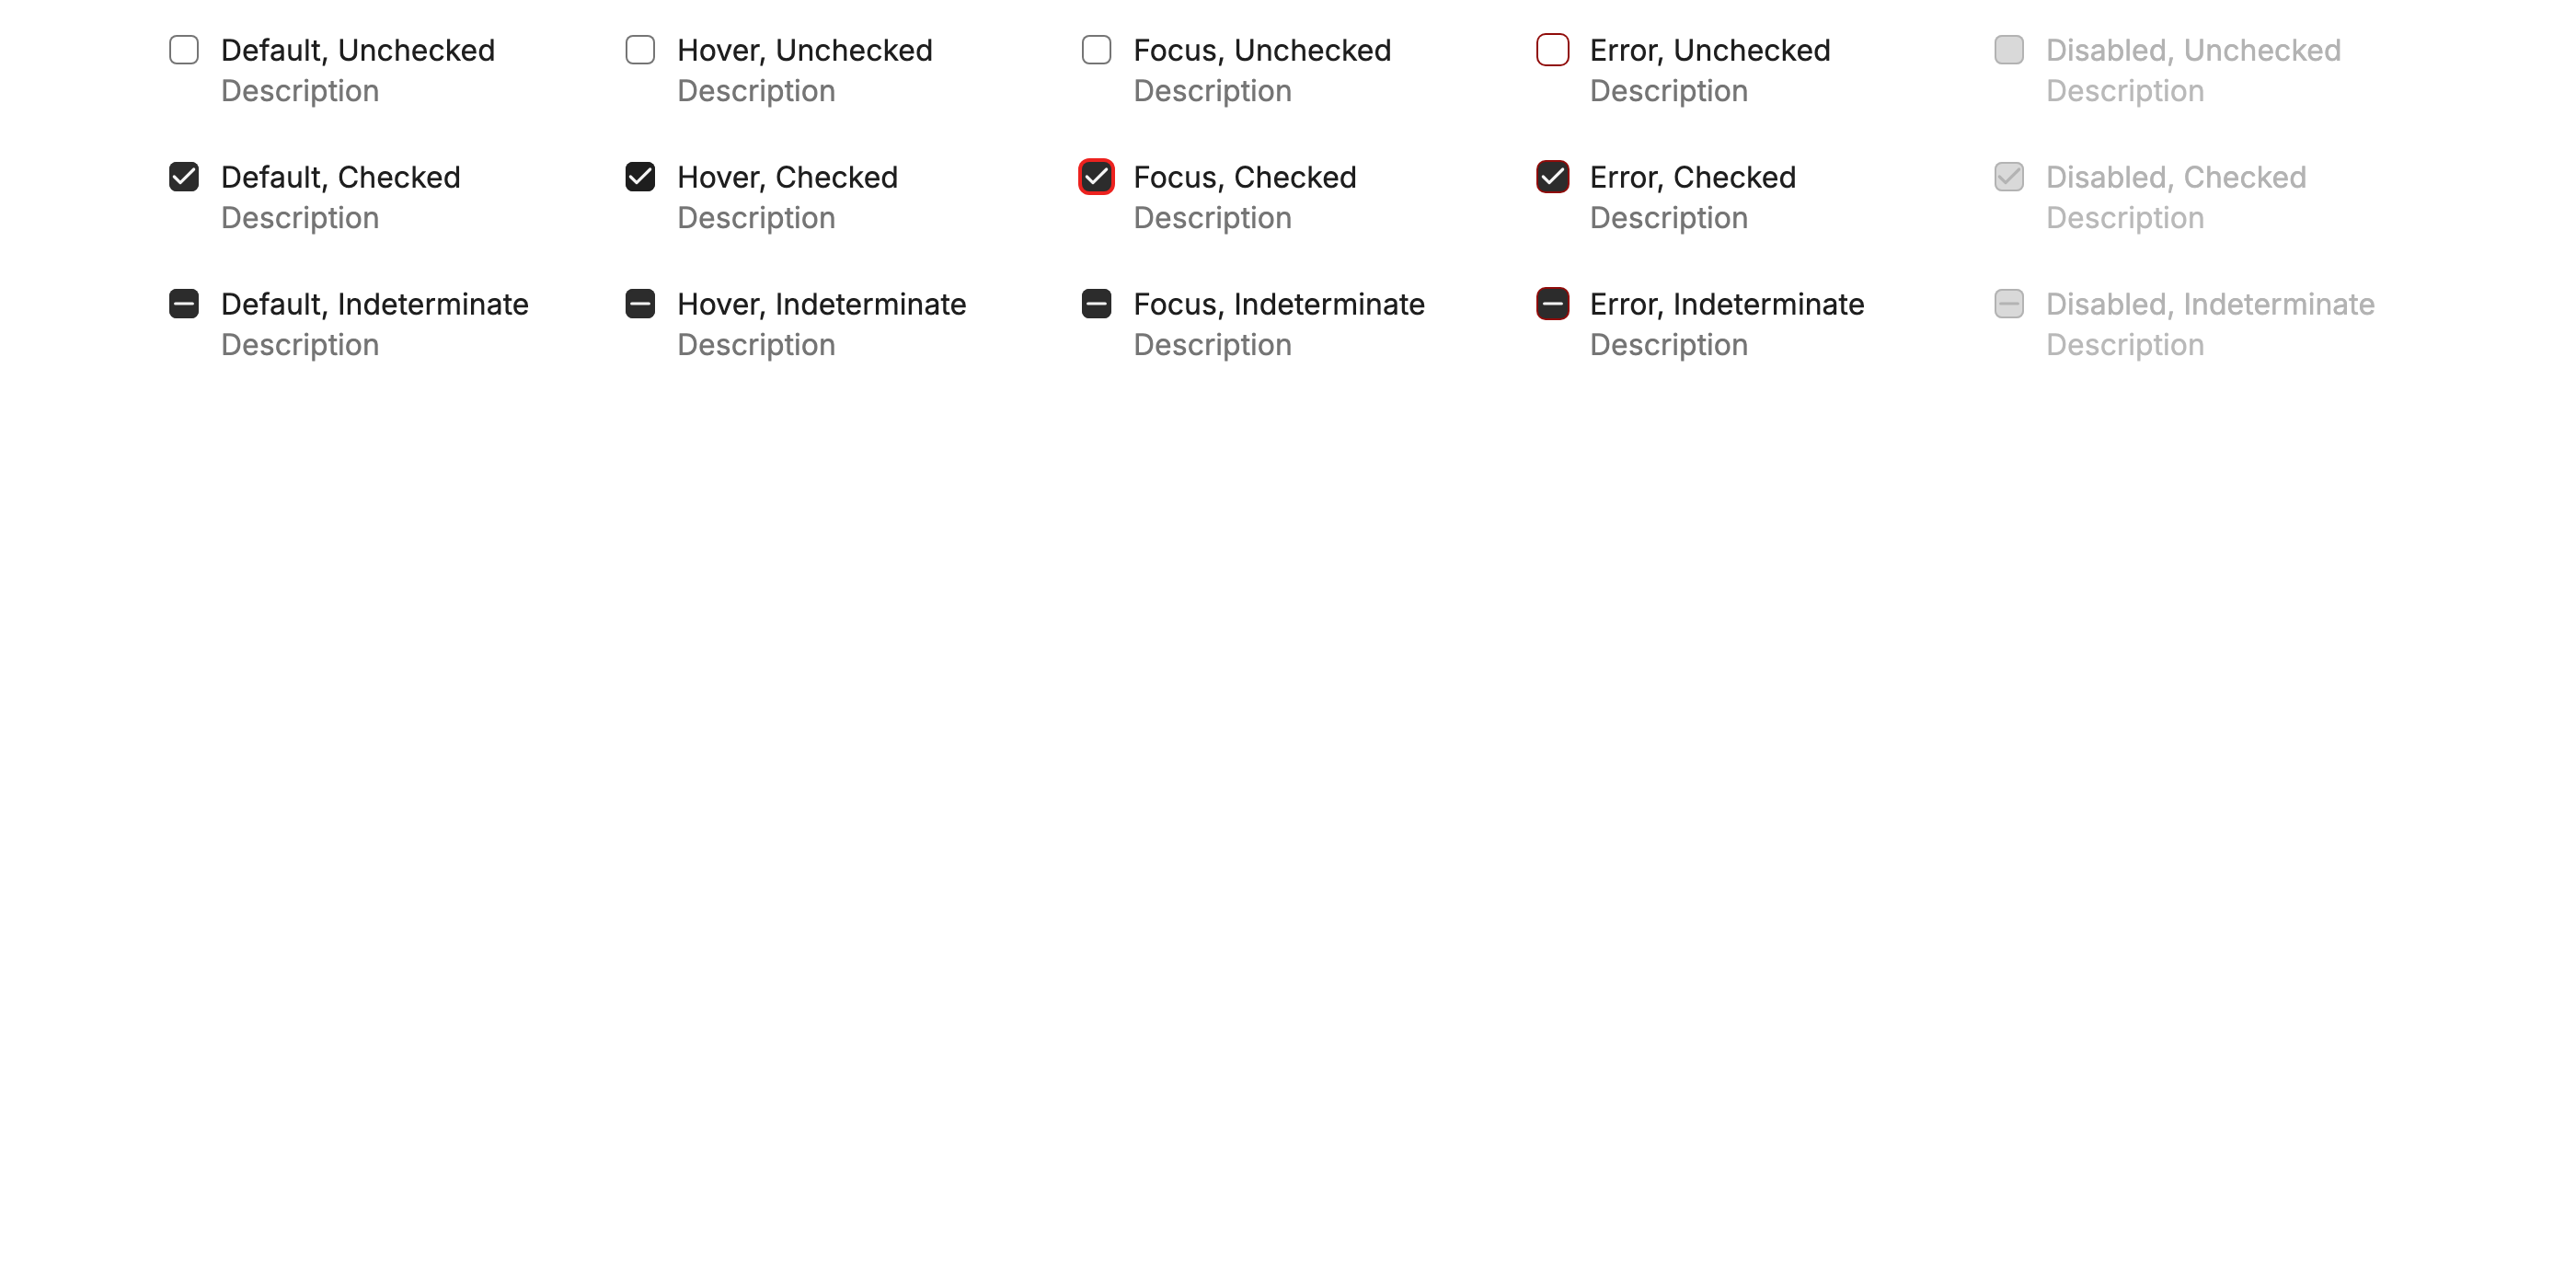 Default, Unchecked
Description
Hover, Unchecked
Description
Focus, Unchecked
Description
Error, Unchecked
Description
Disabled, Unchecked
Description
Default, Checked
Description
Hover, Checked
Description
Focus, Checked
Description
Error, Checked
Description
Disabled, Checked
Description
Default, Indeterminate
Description
Hover, Indeterminate
Description
Focus, Indeterminate
Description
Error, Indeterminate
Description
Disabled, Indeterminate
Description